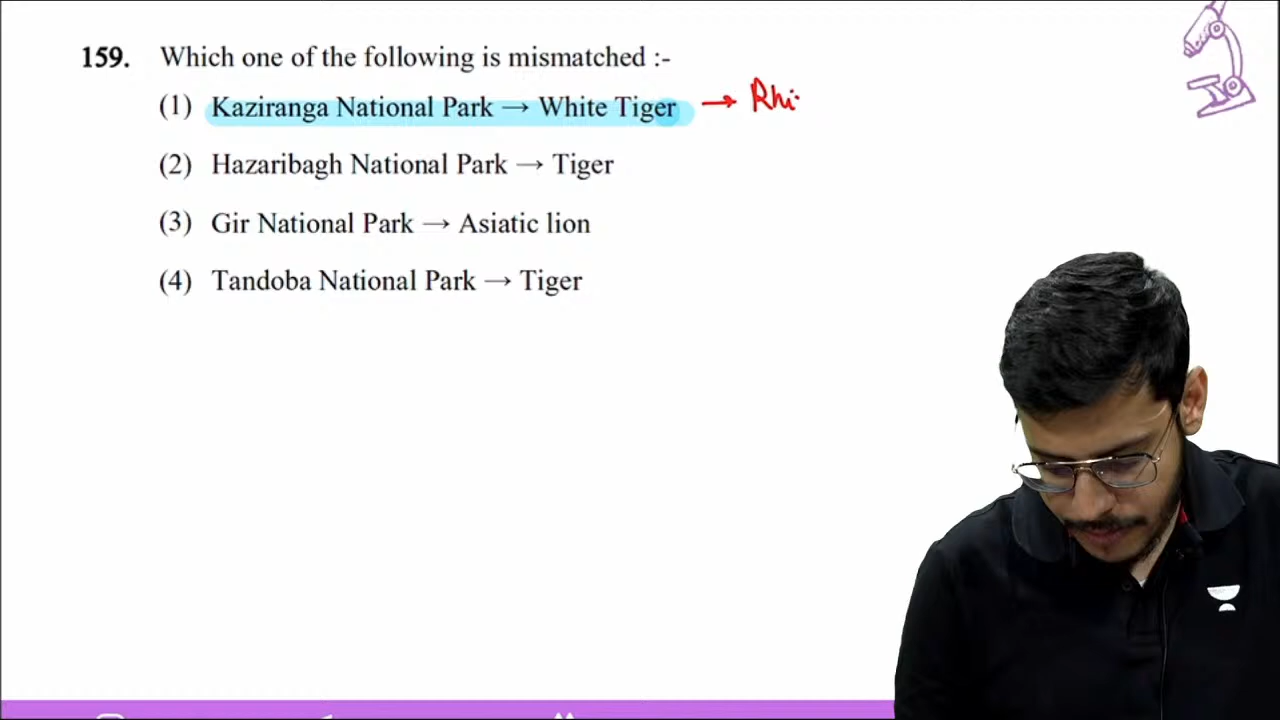 159. Which one of the following is mismatched :-
(1) Kaziranga National Park → White Tiger → Rhi
(2) Hazaribagh National Park → Tiger
(3) Gir National Park → Asiatic lion
(4) Tandoba National Park → Tiger